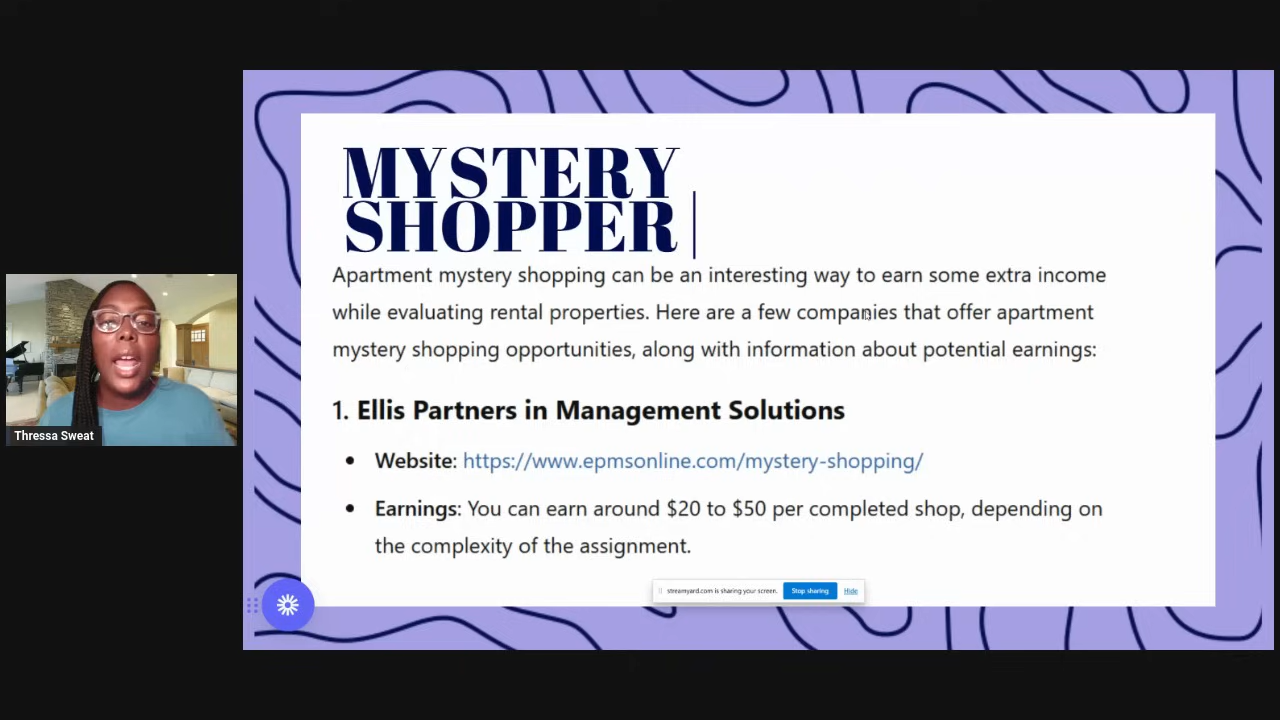 MYSTERY
SHOPPER
Apartment mystery shopping can be an interesting way to earn some extra income
while evaluating rental properties. Here are a few companies that offer apartment
mystery shopping opportunities, along with information about potential earnings:
1. Ellis Partners in Management Solutions
• Website: https://www.epmsonline.com/mystery-shopping/
• Earnings: You can earn around $20 to $50 per completed shop, depending on
the complexity of the assignment.
Thressa Sweat
streamyard.com is sharing your screen. Stop sharing Hide